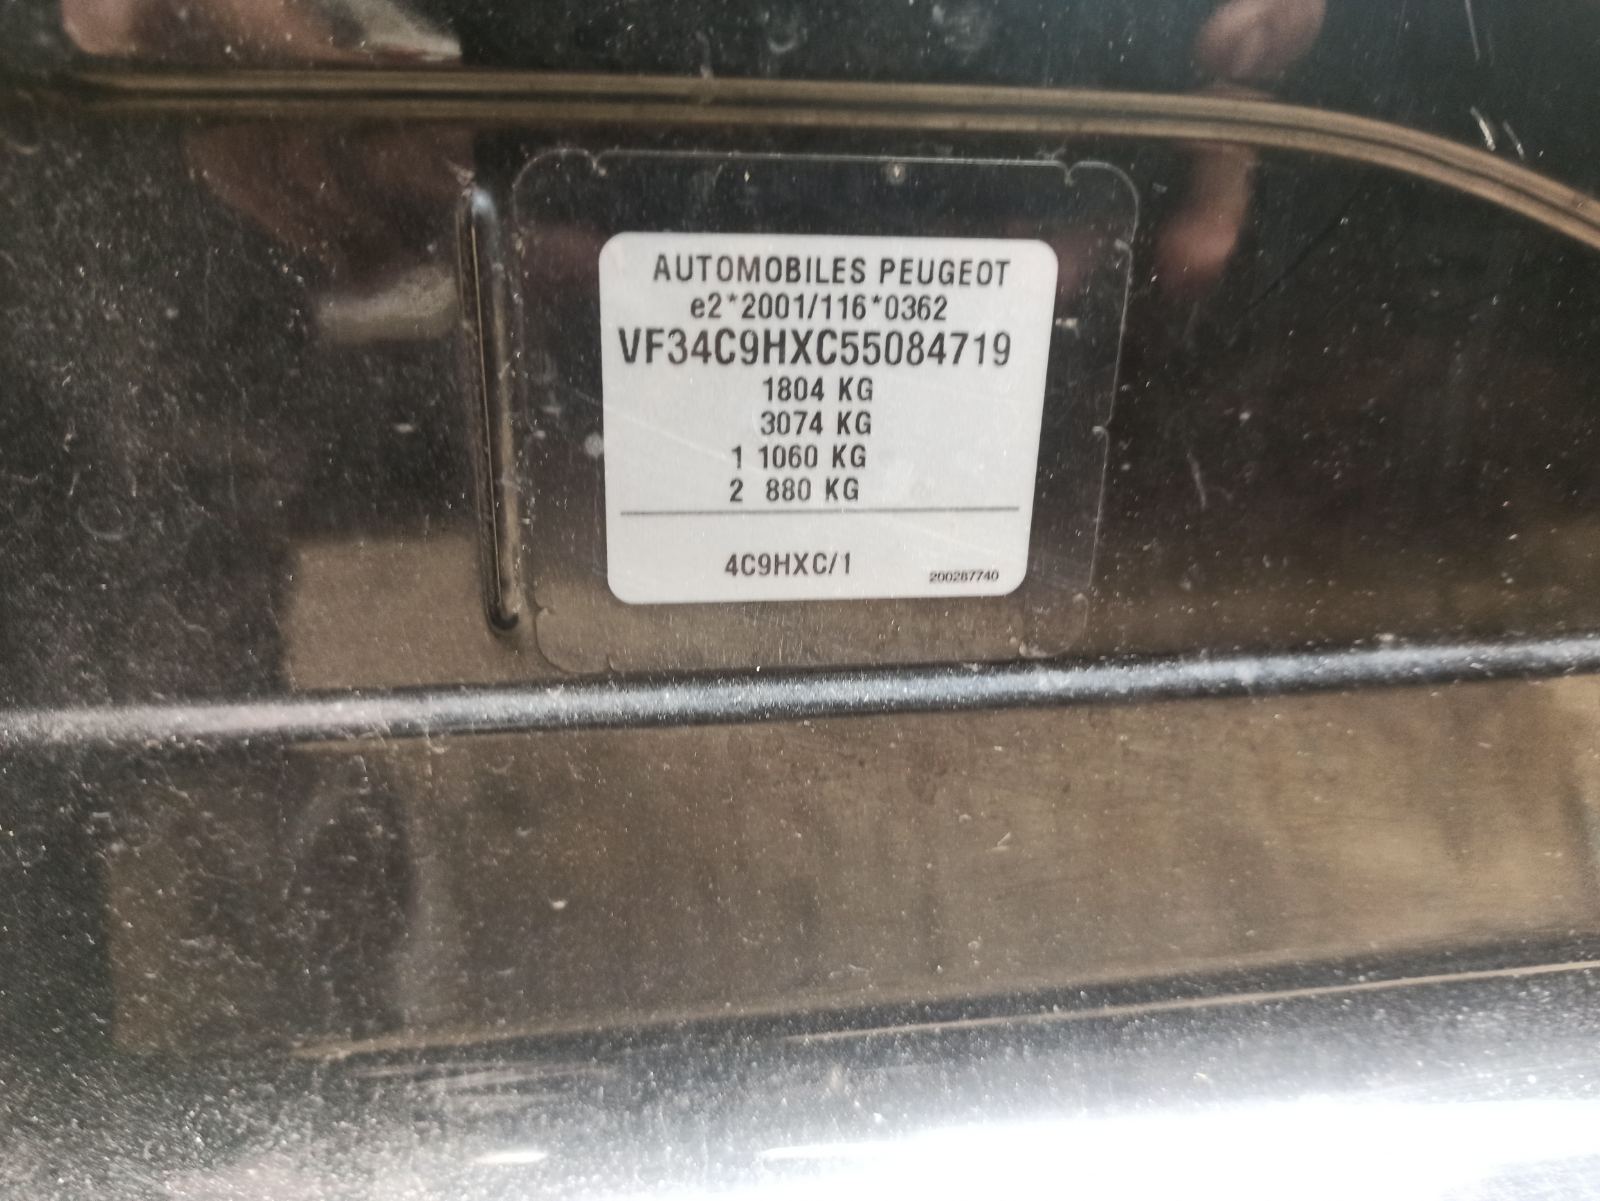 AUTOMOBILES PEUGEOT
e2*2001/116*0362
VF34C9HXC55084719
1804 KG
3074 KG
1 1060 KG
2 880 KG
4C9HXC/1
200287740